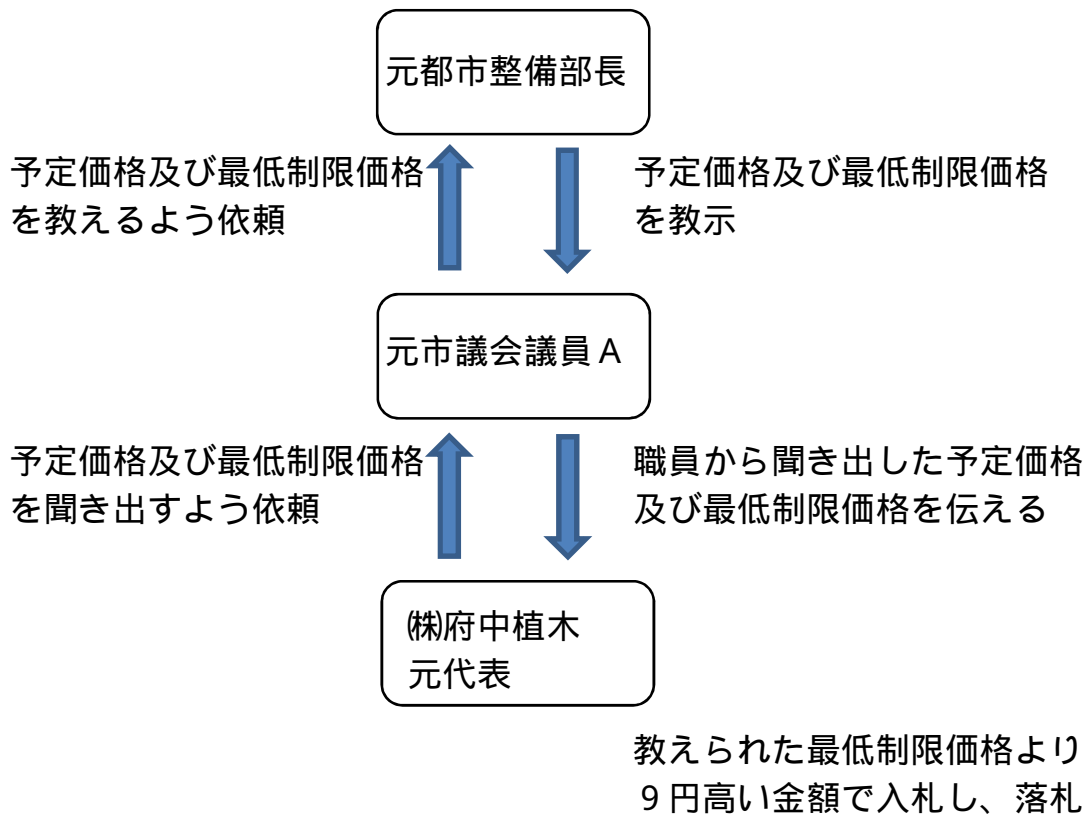 元都市整備部長
予定価格及び最低制限価格
を教えるよう依頼
予定価格及び最低制限価格
を教示
元市議会議員A
予定価格及び最低制限価格
を聞き出すよう依頼
職員から聞き出した予定価格
及び最低制限価格を伝える
㈱府中植木
元代表
教えられた最低制限価格より
9円高い金額で入札し、落札